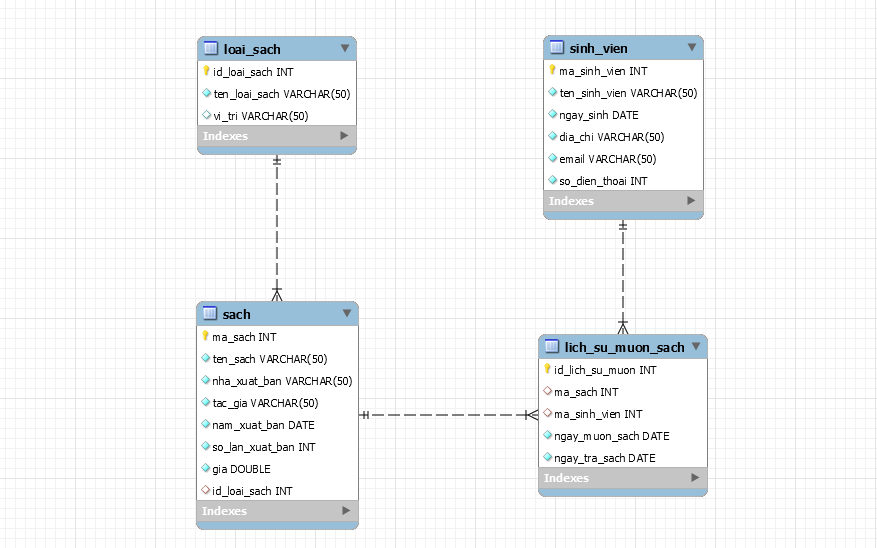 loai_sach
id_loai_sach INT
ten_loai_sach VARCHAR(50)
vi_tri VARCHAR(50)
Indexes
sinh_vien
ma_sinh_vien INT
ten_sinh_vien VARCHAR(50)
ngay_sinh DATE
dia_chi VARCHAR(50)
email VARCHAR(50)
so_dien_thoai INT
Indexes
sach
ma_sach INT
ten_sach VARCHAR(50)
nha_xuat_ban VARCHAR(50)
tac_gia VARCHAR(50)
nam_xuat_ban DATE
so_lan_xuat_ban INT
gia DOUBLE
id_loai_sach INT
Indexes
lich_su_muon_sach
id_lich_su_muon INT
ma_sach INT
ma_sinh_vien INT
ngay_muon_sach DATE
ngay_tra_sach DATE
Indexes